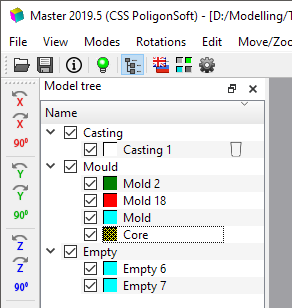 Master 2019.5 (CSS PoligonSoft) - [D:/Modelling/
File View Modes Rotations Edit Move/Zoo
Model tree
Name
X
X
90⁰
Y
Y
90⁰
Z
Z
90⁰
Casting
Casting 1
Mould
Mold 2
Mold 18
Mold
Core
Empty
Empty 6
Empty 7